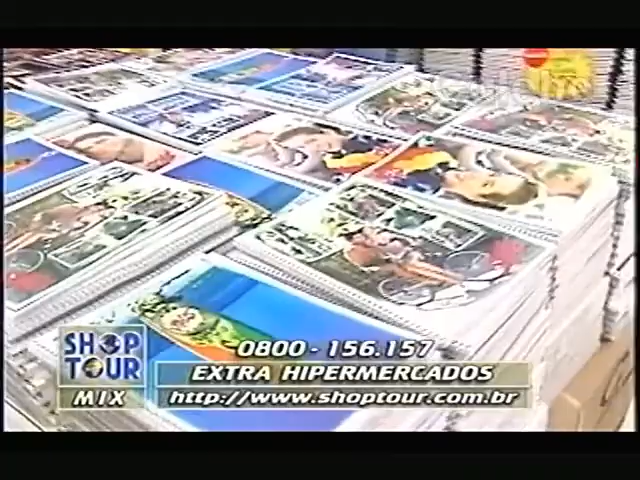 SHOP
TOUR
MIX
0800 - 156.157
EXTRA HIPERMERCADOS
http://www.shoptour.com.br